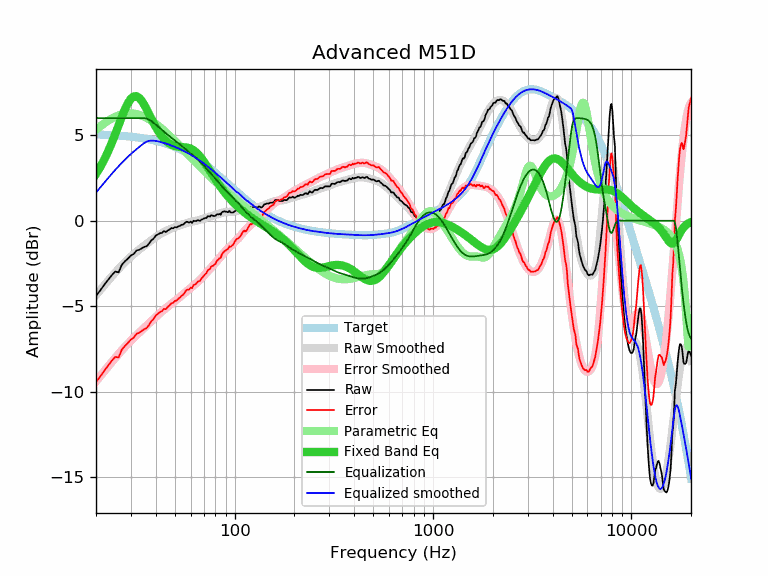 Advanced M51D
Amplitude (dBr)
5
0
−5
−10
−15
Target
Raw Smoothed
Error Smoothed
Raw
Error
Parametric Eq
Fixed Band Eq
Equalization
Equalized smoothed
100
1000
10000
Frequency (Hz)